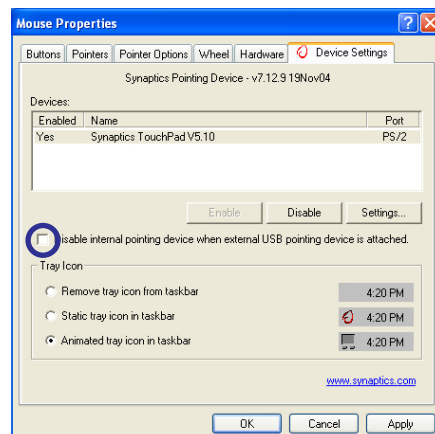 Mouse Properties
Buttons Pointers Pointer Options Wheel Hardware Device Settings
Synaptics Pointing Device - v7.12.9 19Nov04
Devices:
Enabled Name Port
Yes Synaptics TouchPad V5.10 PS/2
Enable Disable Settings...
isable internal pointing device when external USB pointing device is attached.
Tray Icon
Remove tray icon from taskbar 4:20 PM
Static tray icon in taskbar 4:20 PM
Animated tray icon in taskbar 4:20 PM
www.synaptics.com
OK Cancel Apply